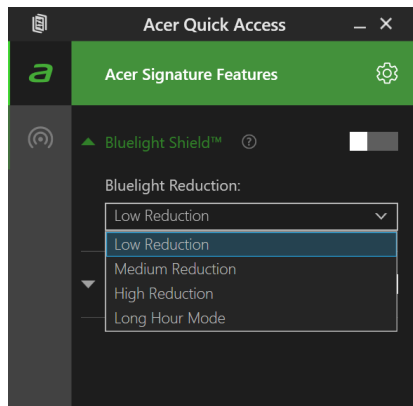 Acer Quick Access
a
Acer Signature Features
Bluelight Shield™ ?
Bluelight Reduction:
Low Reduction
Low Reduction
Medium Reduction
High Reduction
Long Hour Mode